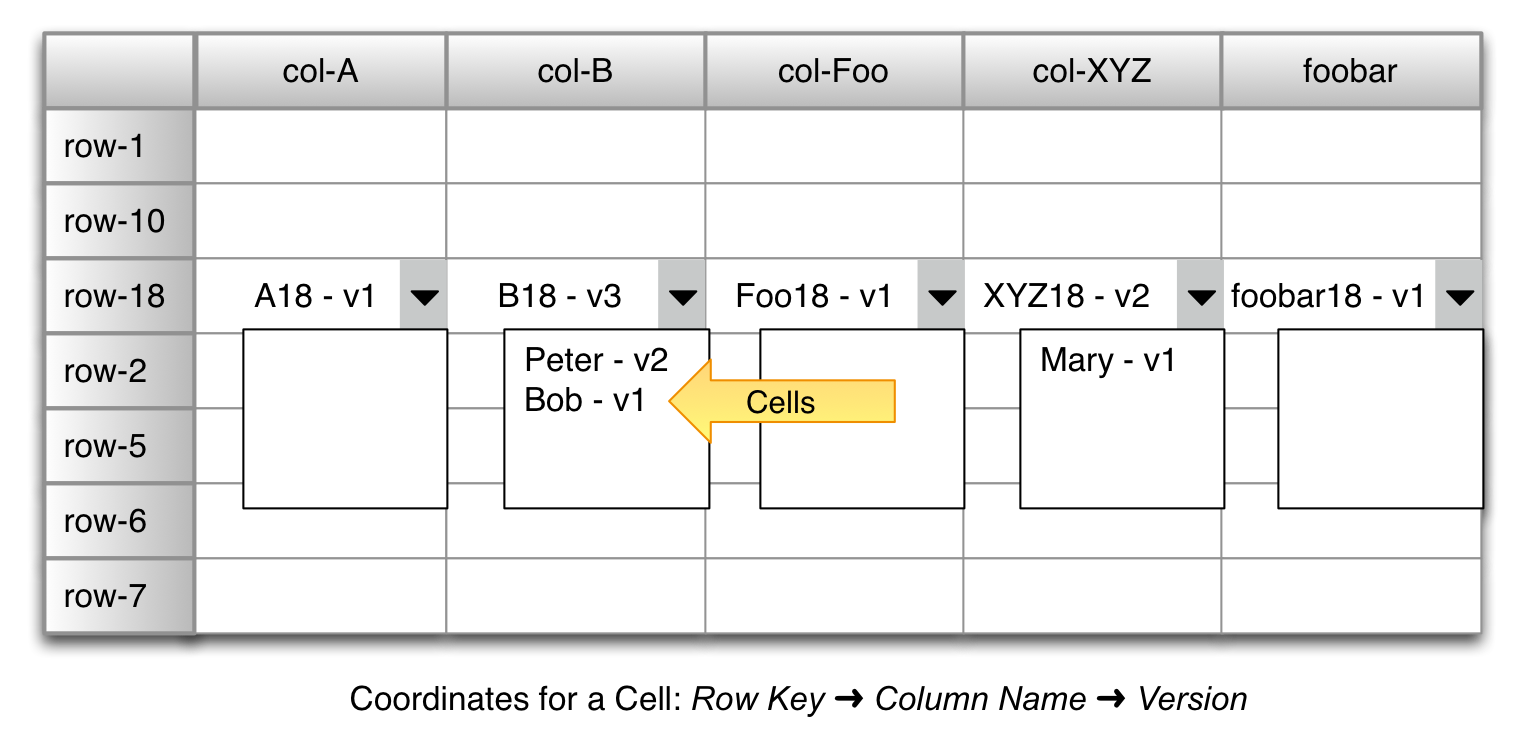 col-A col-B col-Foo col-XYZ foobar
row-1
row-10
row-18 A18 - v1 B18 - v3 Foo18 - v1 XYZ18 - v2 foobar18 - v1
row-2 Peter - v2 Mary - v1
Bob - v1 Cells
row-5
row-6
row-7
Coordinates for a Cell: Row Key ➜ Column Name ➜ Version